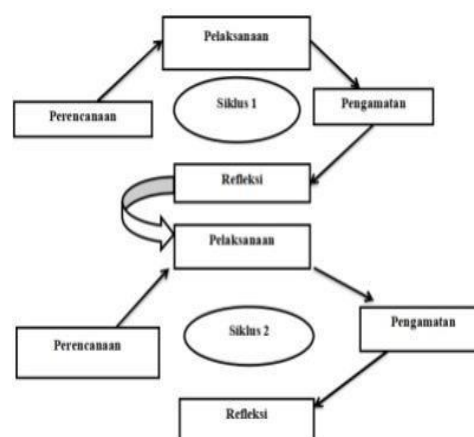 Pelaksanaan
Siklus 1
Perencanaan
Pengamatan
Refleksi
Pelaksanaan
Siklus 2
Perencanaan
Pengamatan
Refleksi